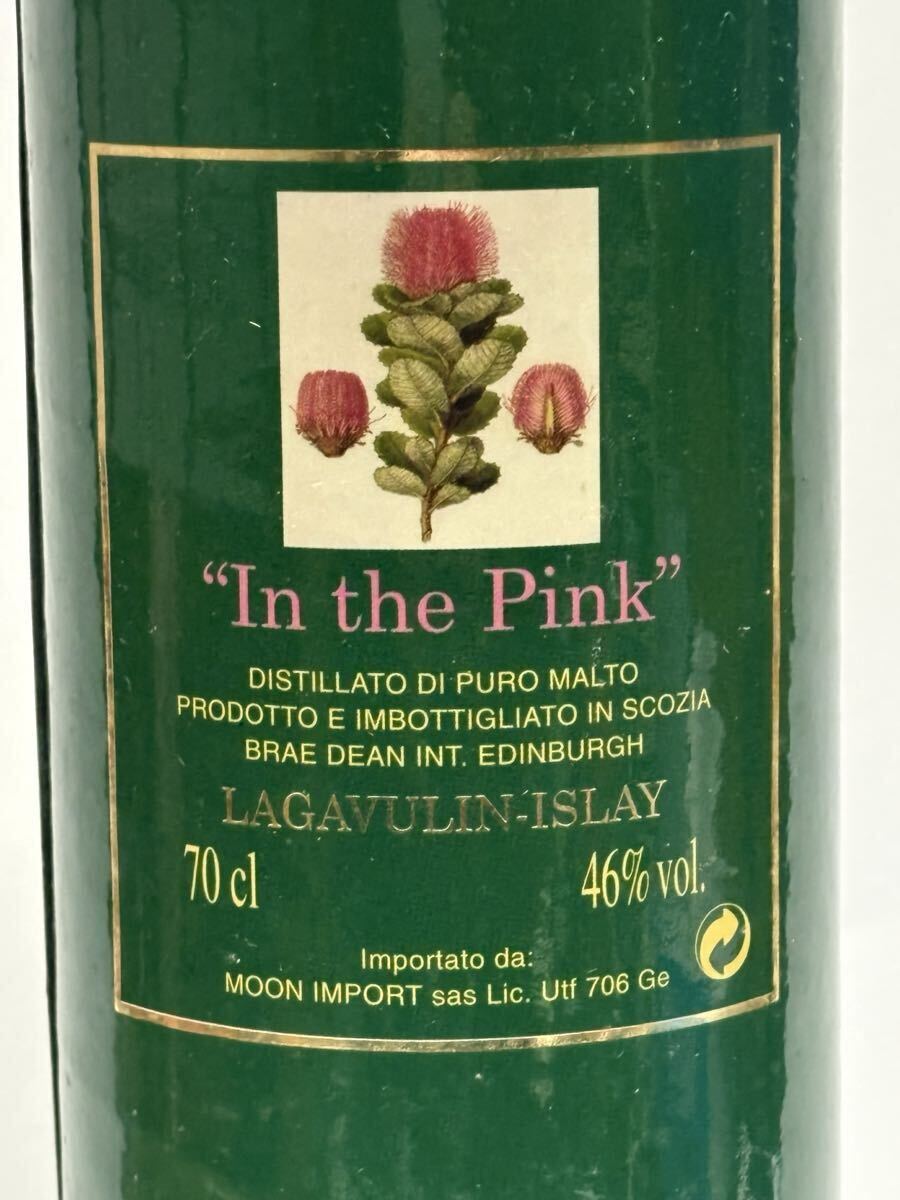 “In the Pink”
DISTILLATO DI PURO MALTO
PRODOTTO E IMBOTTIGLIATO IN SCOZIA
BRAE DEAN INT. EDINBURGH
LAGAVULIN-ISLAY
70 cl 46% vol.
Importato da:
MOON IMPORT sas Lic. Utf 706 Ge